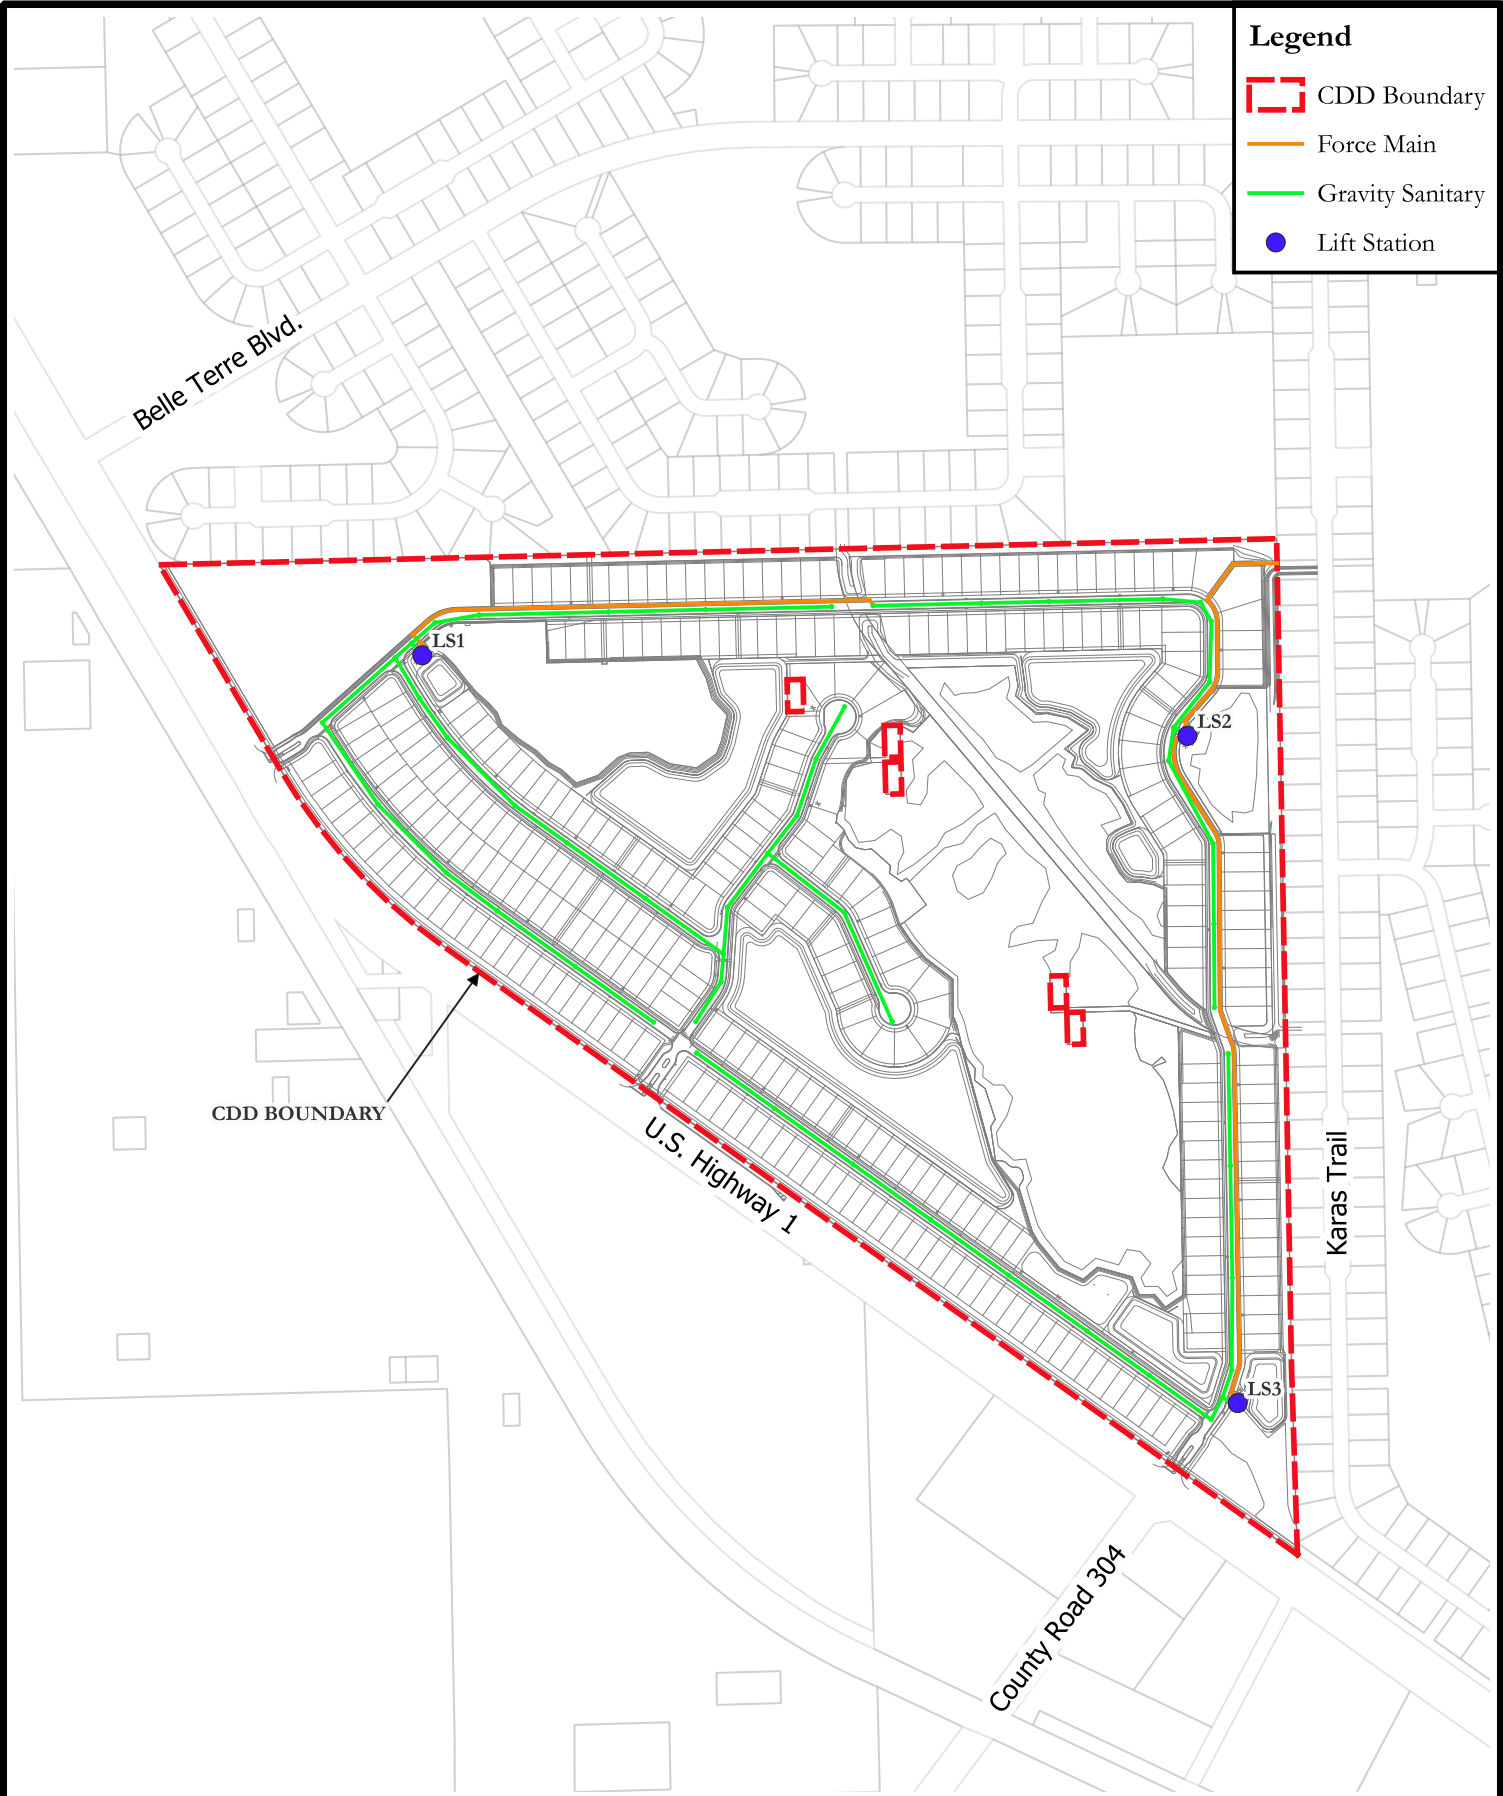 Legend
CDD Boundary
Force Main
Gravity Sanitary
Lift Station
Belle Terre Blvd.
LS1
LS2
CDD BOUNDARY
U.S. Highway 1
Karas Trail
LS3
County Road 304